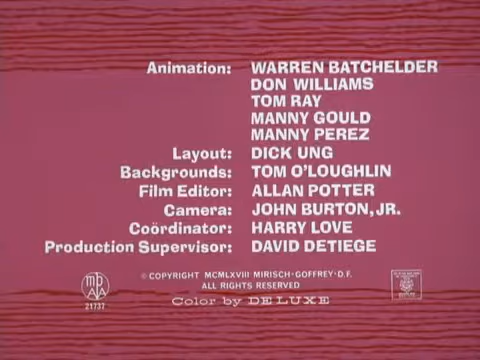 Animation: WARREN BATCHELDER
DON WILLIAMS
TOM RAY
MANNY GOULD
MANNY PEREZ
Layout: DICK UNG
Backgrounds: TOM O'LOUGHLIN
Film Editor: ALLAN POTTER
Camera: JOHN BURTON, JR.
Coördinator: HARRY LOVE
Production Supervisor: DAVID DETIEGE
© COPYRIGHT MCMLXVIII MIRISCH-GOFFREY-D.F.
ALL RIGHTS RESERVED
Color by DELUXE
MPAA
21737